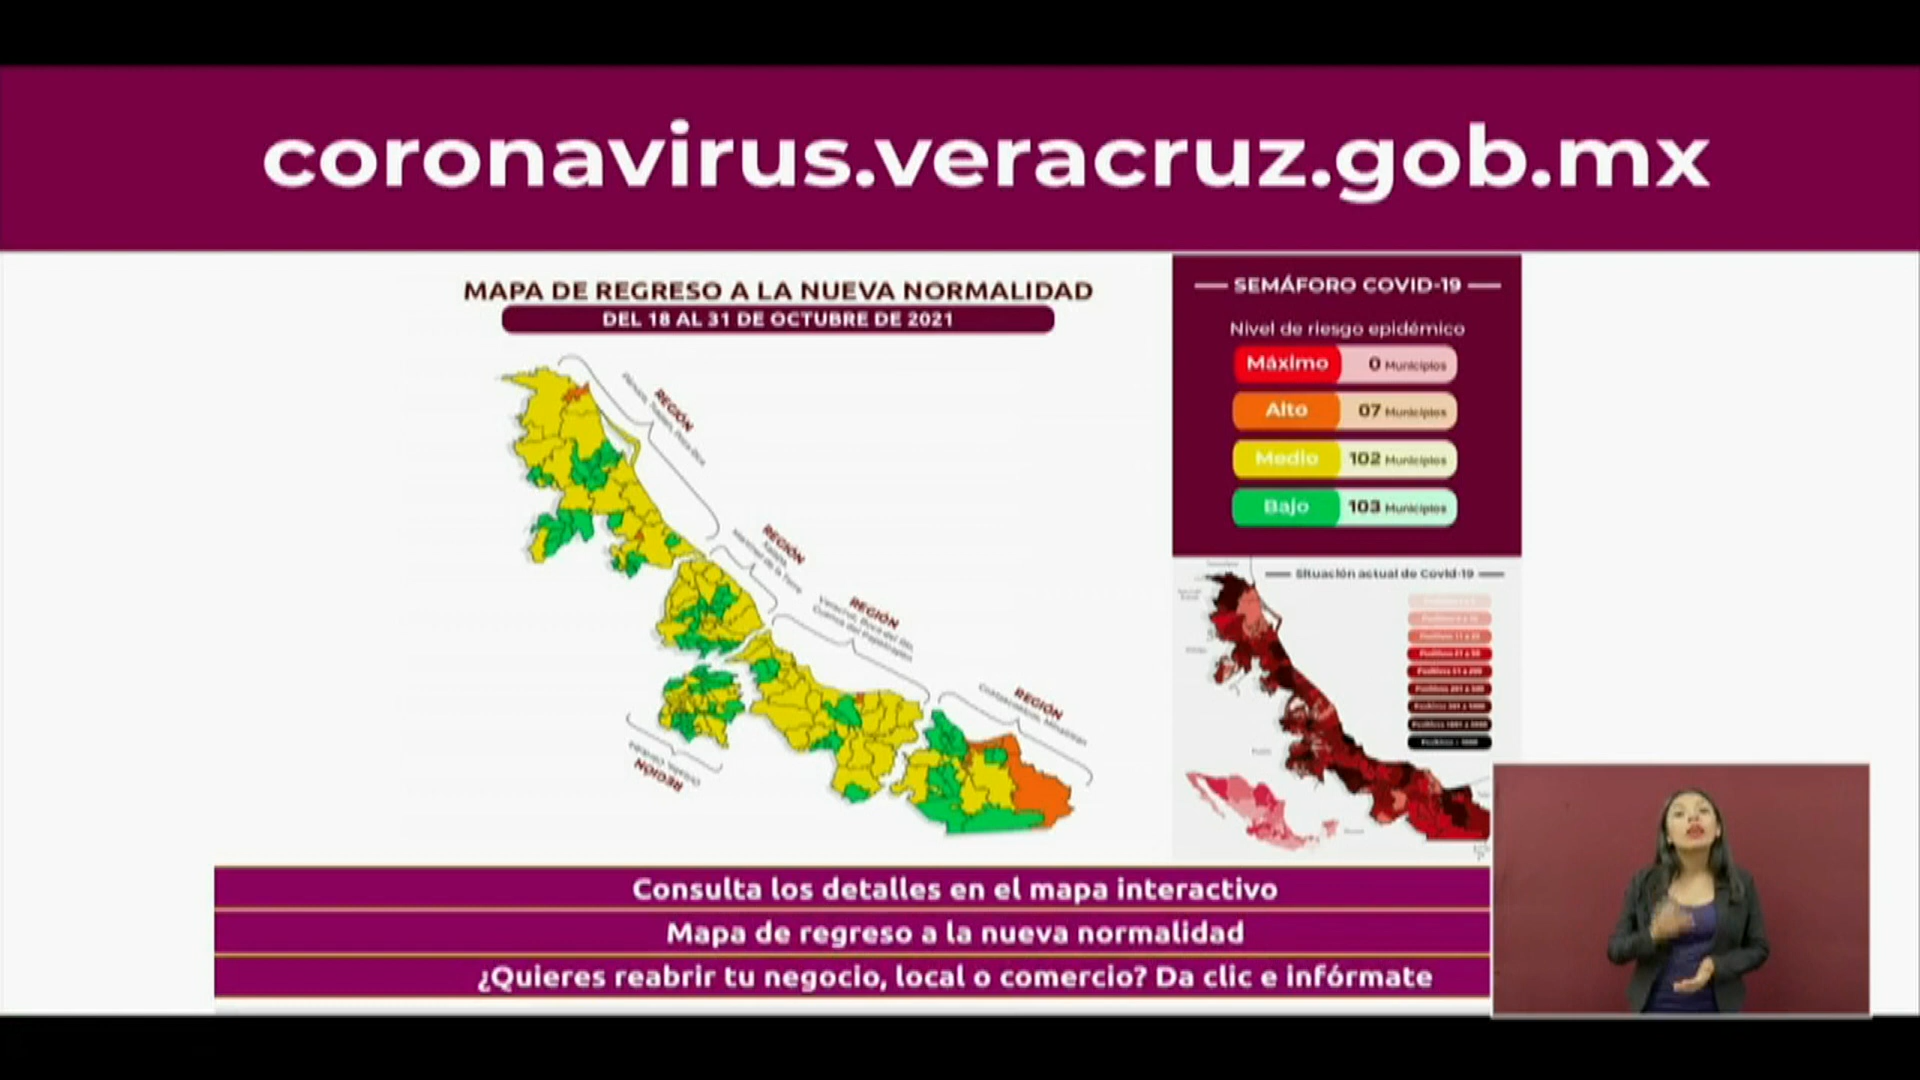 coronavirus.veracruz.gob.mx
MAPA DE REGRESO A LA NUEVA NORMALIDAD
DEL 18 AL 31 DE OCTUBRE DE 2021
REGIÓN
REGIÓN
REGIÓN
REGIÓN
REGIÓN
SEMÁFORO COVID-19
Nivel de riesgo epidémico
Máximo 0 Municipios
Alto 07 Municipios
Medio 102 Municipios
Bajo 103 Municipios
Situación actual de Covid-19
Consulta los detalles en el mapa interactivo
Mapa de regreso a la nueva normalidad
¿Quieres reabrir tu negocio, local o comercio? Da clic e infórmate